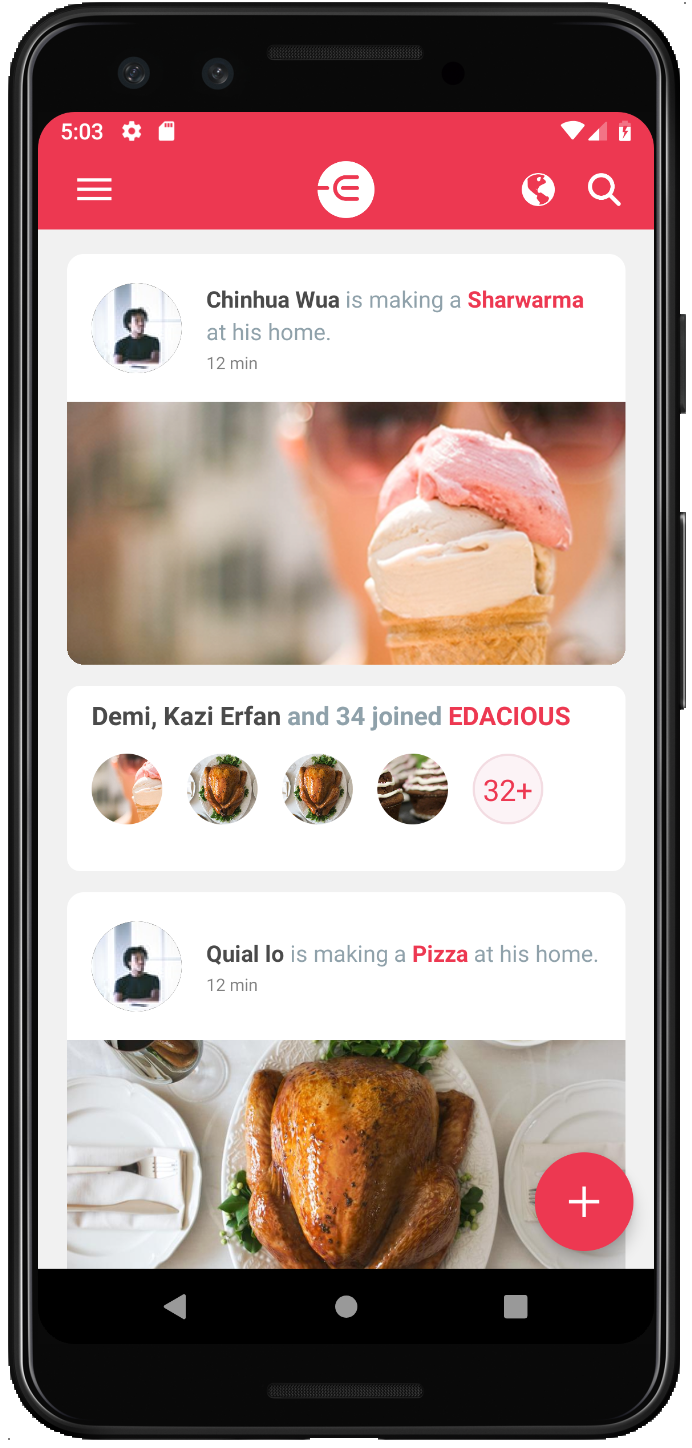 5:03
Chinhua Wua is making a Sharwarma
at his home.
12 min
Demi, Kazi Erfan and 34 joined EDACIOUS
32+
Quial lo is making a Pizza at his home.
12 min